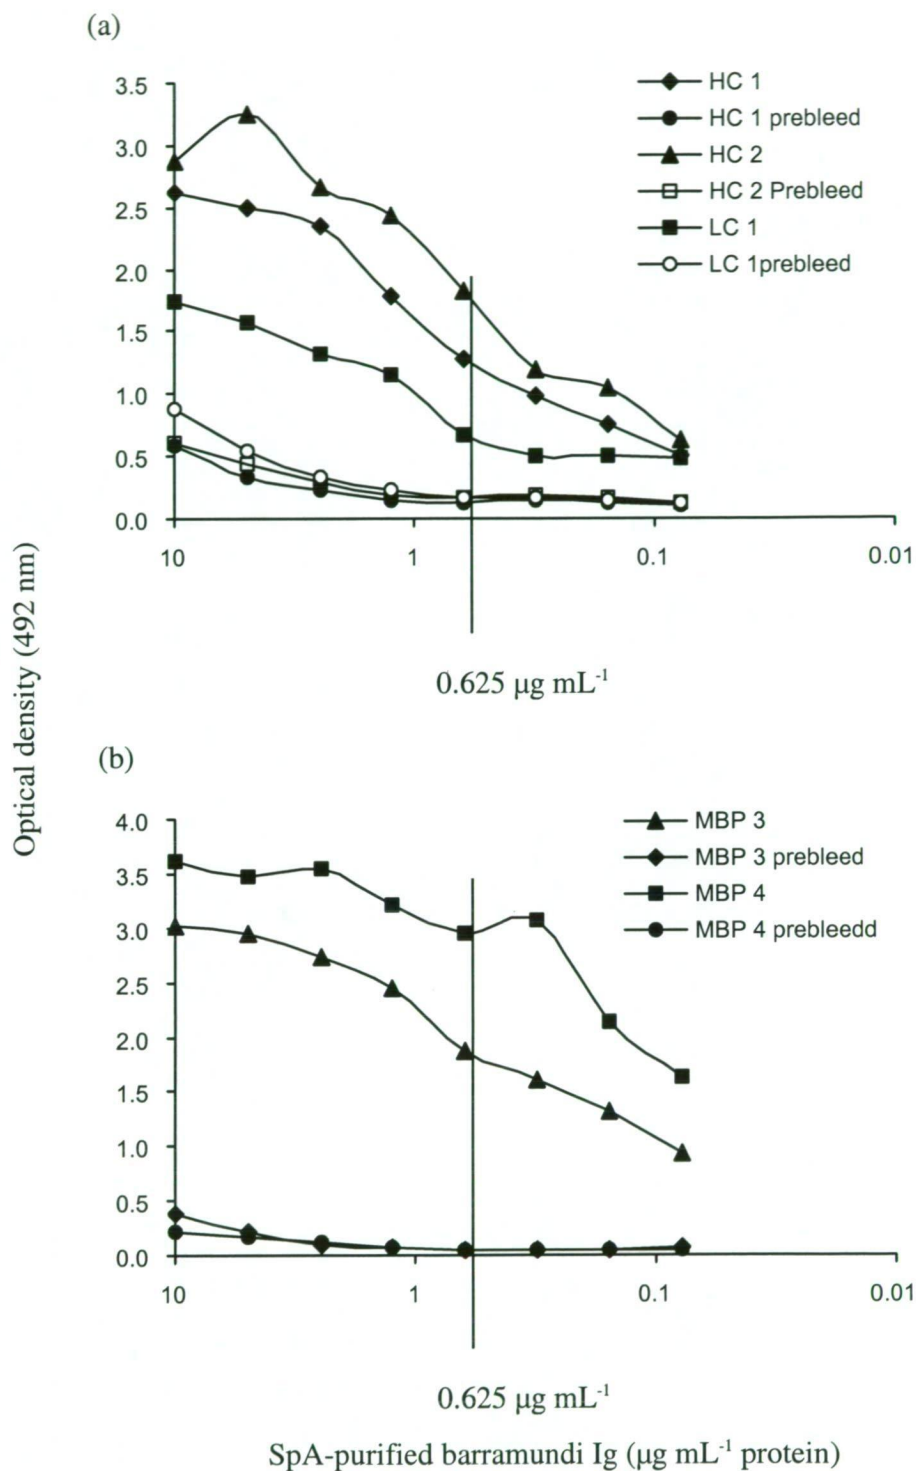 (a)
3.5
3.0
2.5
2.0
1.5
1.0
0.5
0.0
10
1
0.1
0.01
HC 1
HC 1 prebleed
HC 2
HC 2 Prebleed
LC 1
LC 1prebleed
0.625 µg mL⁻¹
Optical density (492 nm)
(b)
4.0
3.5
3.0
2.5
2.0
1.5
1.0
0.5
0.0
10
1
0.1
0.01
MBP 3
MBP 3 prebleed
MBP 4
MBP 4 prebleedd
0.625 µg mL⁻¹
SpA-purified barramundi Ig (µg mL⁻¹ protein)